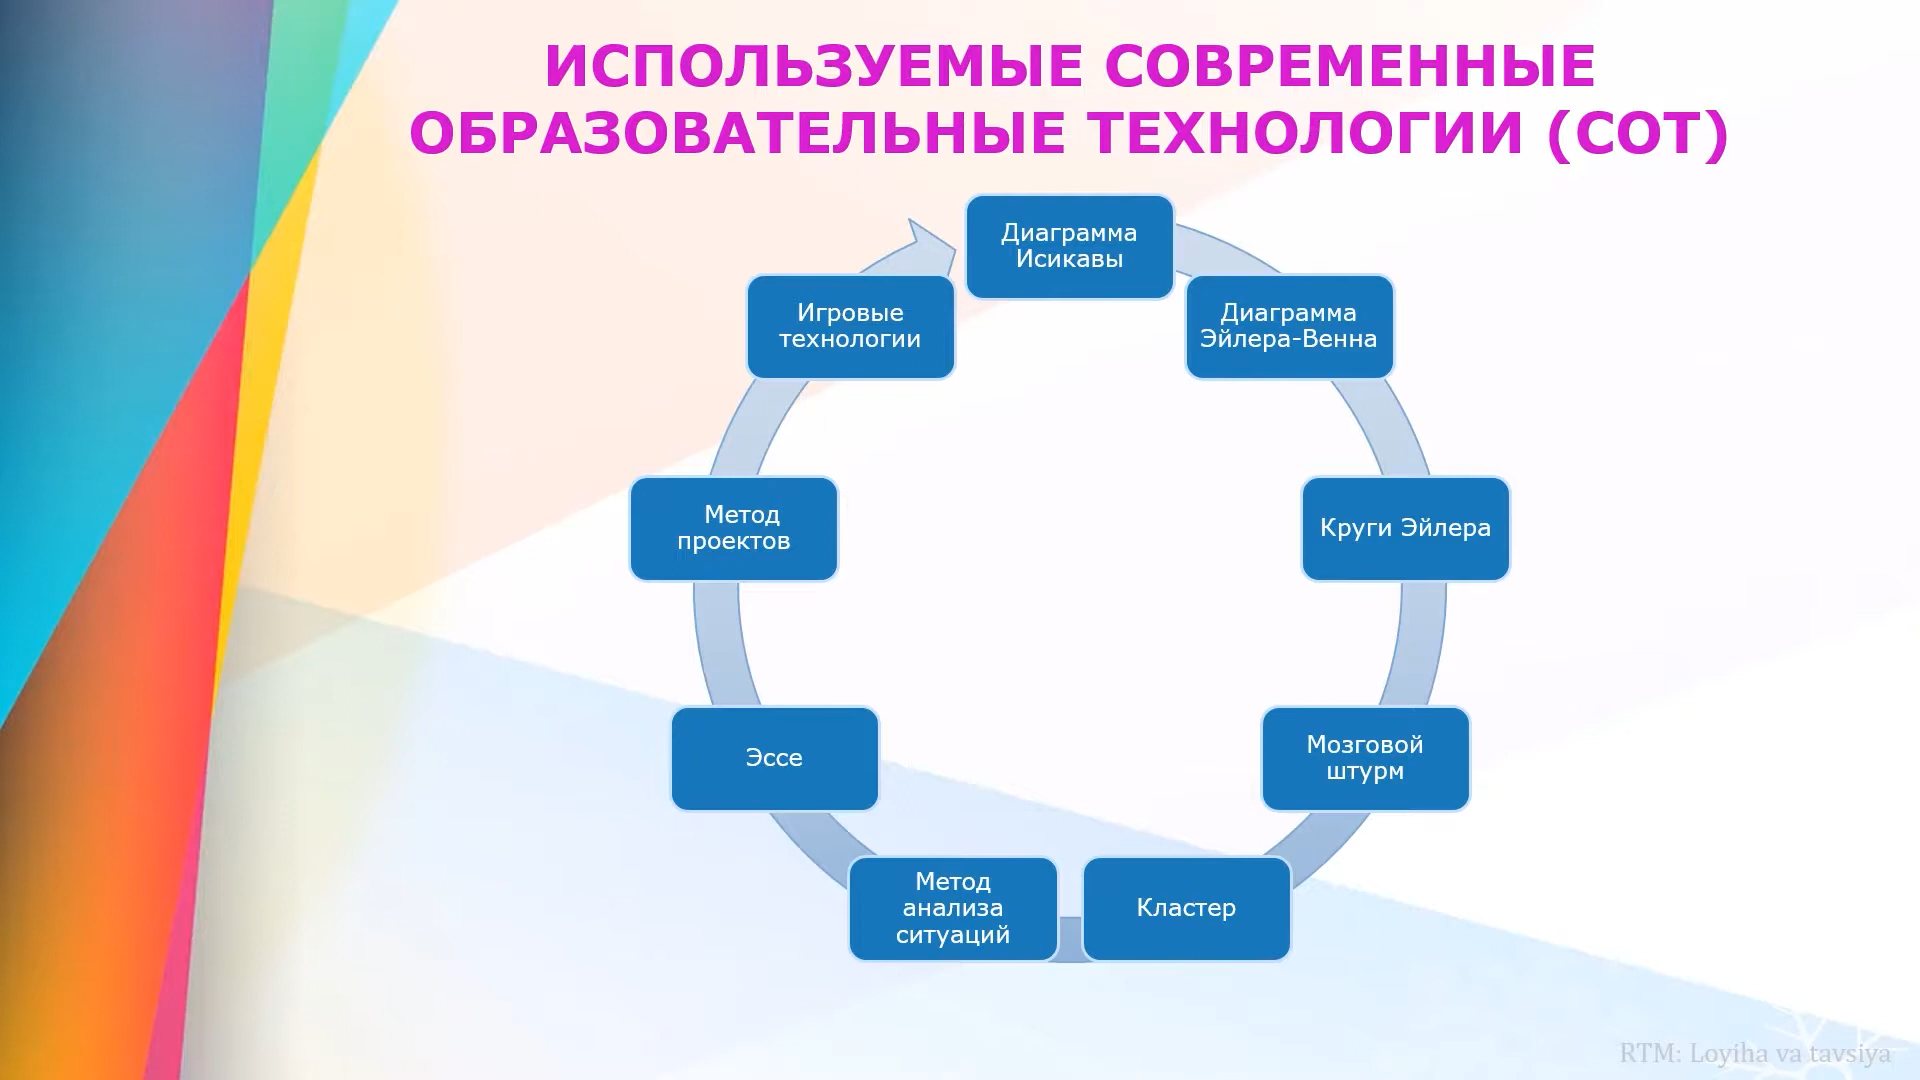 ИСПОЛЬЗУЕМЫЕ СОВРЕМЕННЫЕ
ОБРАЗОВАТЕЛЬНЫЕ ТЕХНОЛОГИИ (СОТ)
Диаграмма
Исикавы
Диаграмма
Эйлера-Венна
Круги Эйлера
Мозговой
штурм
Кластер
Метод
анализа
ситуаций
Эссе
Метод
проектов
Игровые
технологии
RTM: Loyiha va tavsiya